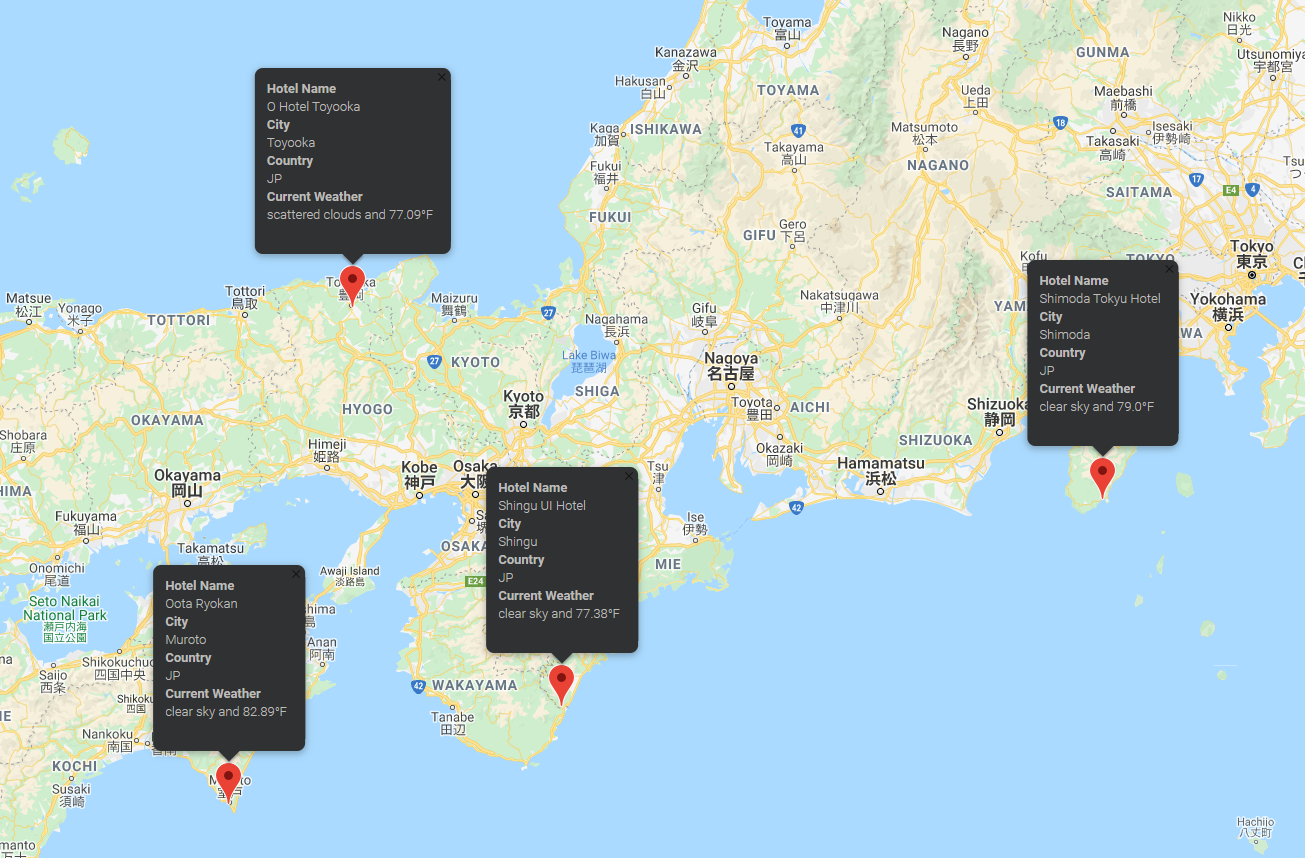 Toyama
富山
Nikko
日光
Nagano
長野
Kanazawa
金沢
GUNMA
Utsunomiya
宇都宮
Hakusan
白山
TOYAMA
Ueda
上田
Maebashi
前橋
Kaga
加賀
ISHIKAWA
41
Takayama
高山
Matsumoto
松本
18
Isesaki
伊勢崎
Takasaki
高崎
Fukui
福井
NAGANO
17
E4
4
SAITAMA
FUKUI
GIFU
Gero
下呂
Kofu
TOKYO
Tokyo
東京
Hotel Name
O Hotel Toyooka
City
Toyooka
Country
JP
Current Weather
scattered clouds and 77.09°F
Matsue
松江
Yonago
米子
Tottori
鳥取
TOTTORI
Maizuru
舞鶴
27
Nagahama
長浜
Gifu
岐阜
Nakatsugawa
中津川
Yokohama
横浜
Hotel Name
Shimoda Tokyu Hotel
City
Shimoda
Country
JP
Current Weather
clear sky and 79.0°F
27
KYOTO
Lake Biwa
琵琶湖
Nagoya
名古屋
SHIGA
Kyoto
京都
Toyota
豊田
AICHI
HYOGO
OKAYAMA
Shizuoka
静岡
SHIZUOKA
Shobara
庄原
Himeji
姫路
Okazaki
岡崎
Okayama
岡山
Kobe
神戸
Osaka
大阪
Tsu
津
Hamamatsu
浜松
42
Fukuyama
福山
Ise
伊勢
Onomichi
尾道
Takamatsu
高松
OSAKA
MIE
Awaji Island
淡路島
E24
Hotel Name
Shingu UI Hotel
City
Shingu
Country
JP
Current Weather
clear sky and 77.38°F
Seto Naikai
National Park
瀬戸内海
国立公園
Hotel Name
Oota Ryokan
City
Muroto
Country
JP
Current Weather
clear sky and 82.89°F
Anan
阿南
Shikokuchuo
四国中央
Saijo
西条
42
WAKAYAMA
Tanabe
田辺
Nankoku
南国
KOCHI
Susaki
須崎
Hachijo
八丈町